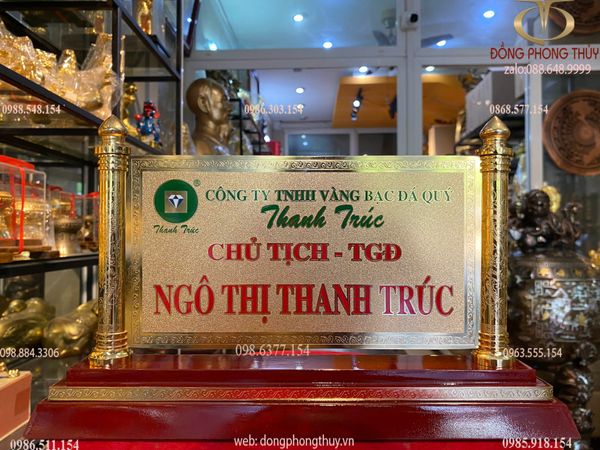 ĐỒNG PHONG THỦY
zalo:088.648.9999
0988.548.154
0986.303.154
0868.577.154
CÔNG TY TNHH VÀNG BẠC ĐÁ QUÝ
Thanh Trúc
Thanh Trúc
CHỦ TỊCH - TGĐ
NGÔ THỊ THANH TRÚC
098.884.3306
098.6377.154
0963.555.154
0986.511.154
web: dongphongthuy.vn
0985.918.154